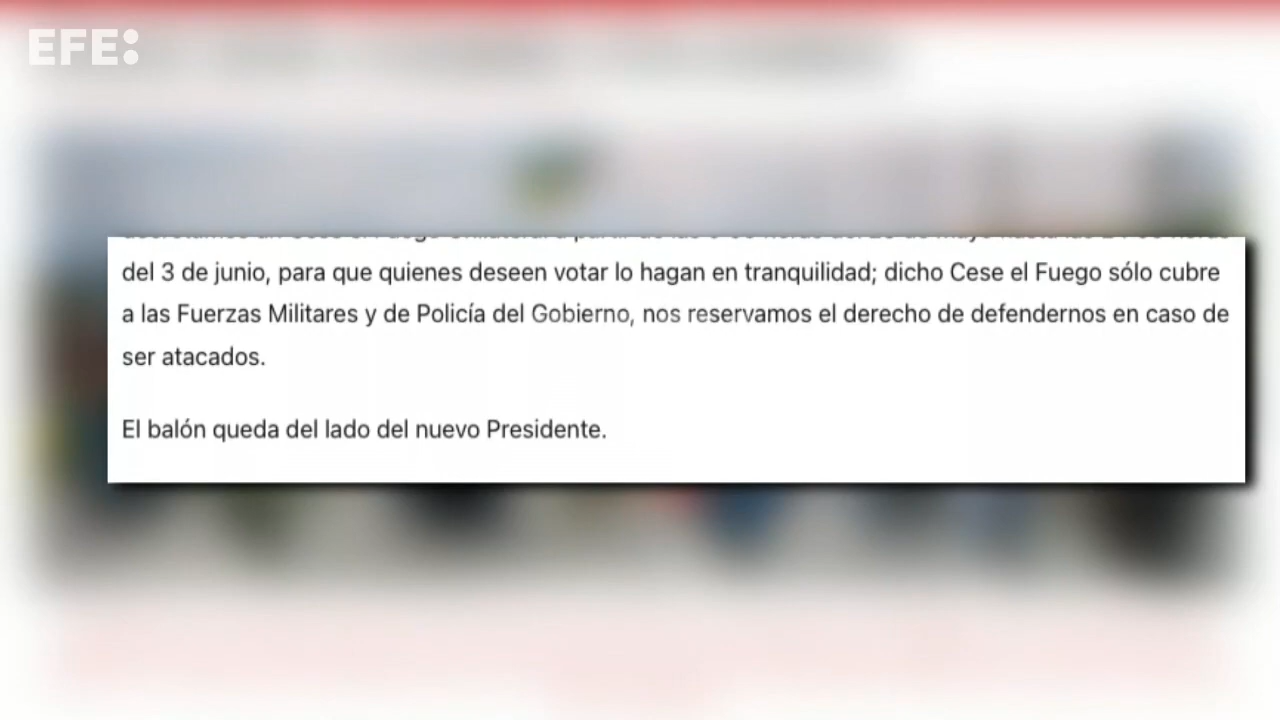 EFE:
del 3 de junio, para que quienes deseen votar lo hagan en tranquilidad; dicho Cese el Fuego sólo cubre
a las Fuerzas Militares y de Policía del Gobierno, nos reservamos el derecho de defendernos en caso de
ser atacados.
El balón queda del lado del nuevo Presidente.